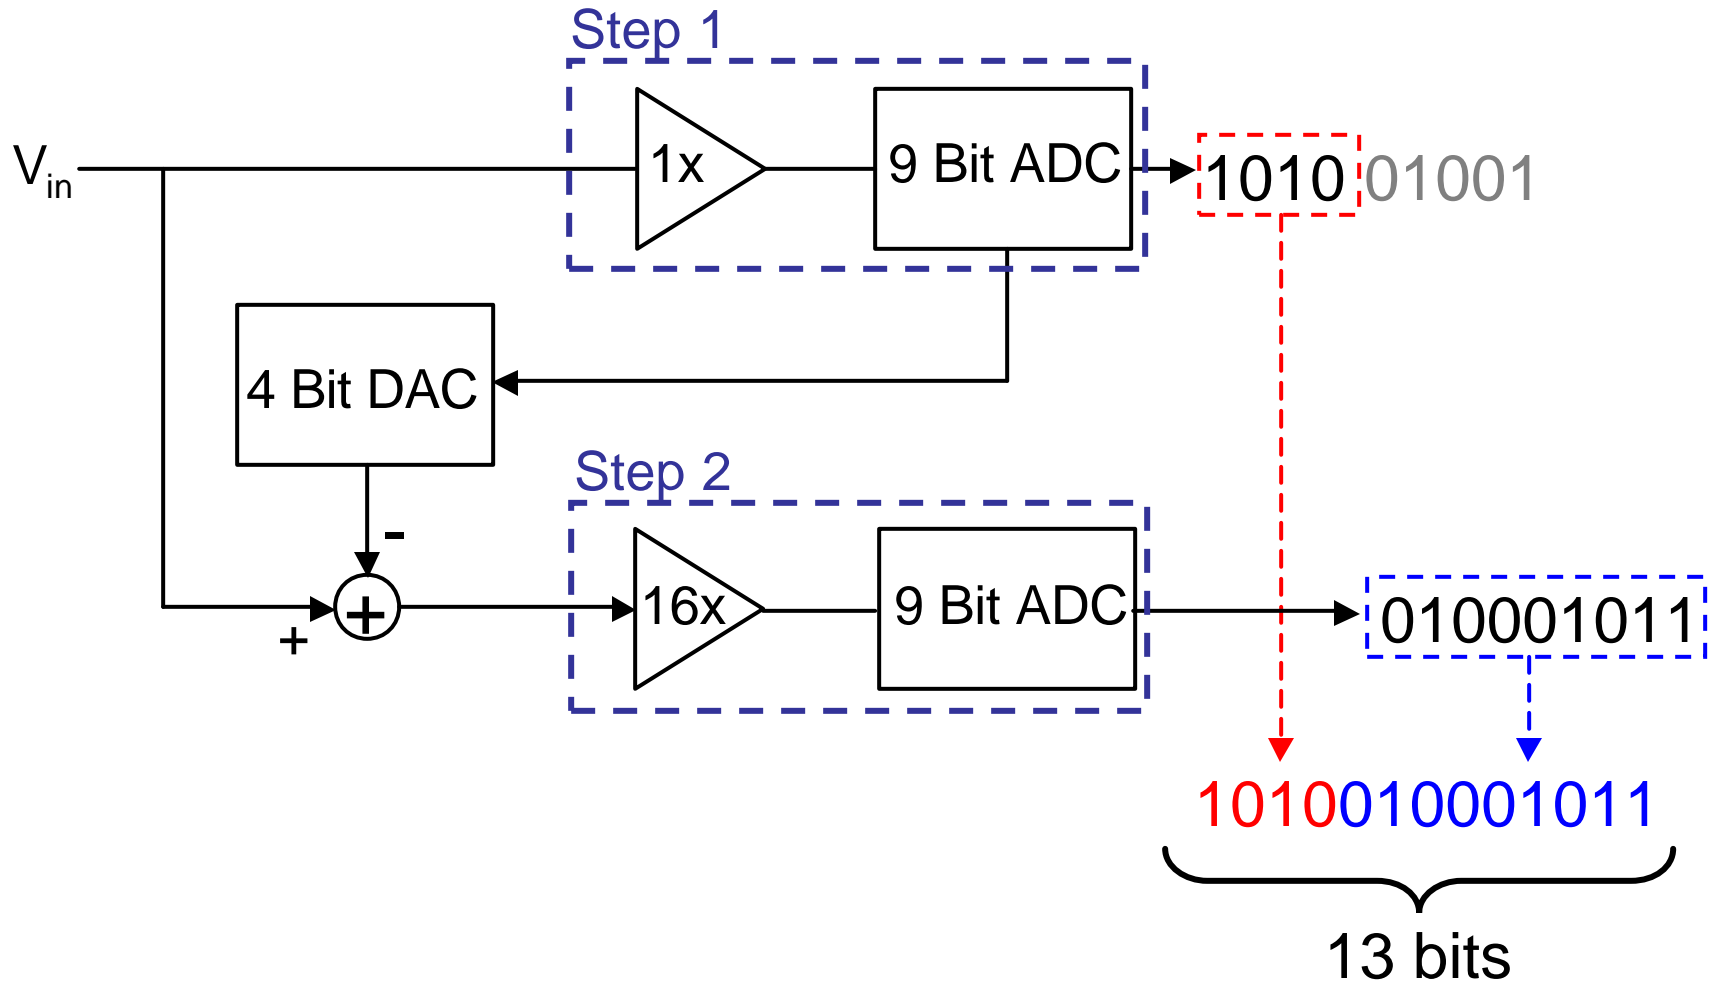 Step 1
Vin
1x
9 Bit ADC
1010 01001
4 Bit DAC
Step 2
-
+
+
16x
9 Bit ADC
010001011
1010010001011
13 bits